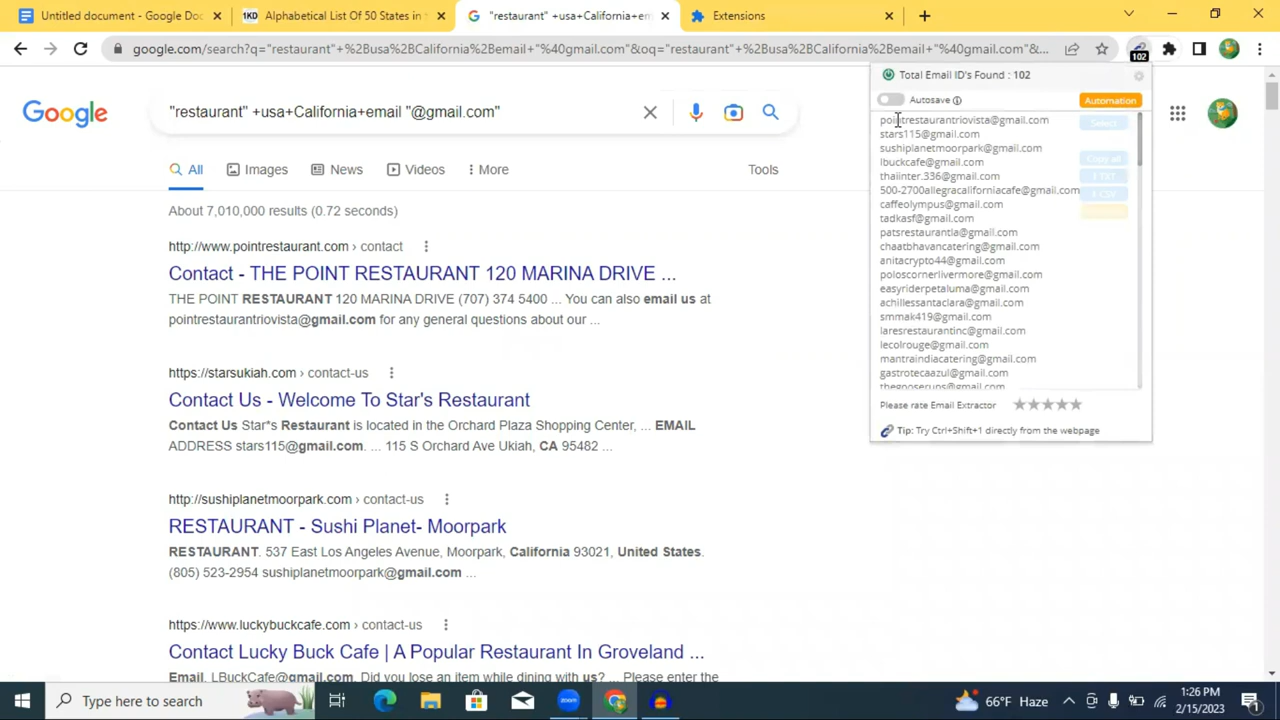 Untitled document - Google Doc
Alphabetical List Of 50 States in
"restaurant" +usa+California+em
Extensions
google.com/search?q="restaurant"+%2Busa%2BCalifornia%2Bemail+"%40gmail.com"&oq="restaurant"+%2Busa%2BCalifornia%2Bemail+"%40gmail.com"&...
102
Google
"restaurant" +usa+California+email "@gmail.com"
All
Images
News
Videos
More
Tools
About 7,010,000 results (0.72 seconds)
http://www.pointrestaurant.com › contact
Contact - THE POINT RESTAURANT 120 MARINA DRIVE ...
THE POINT RESTAURANT 120 MARINA DRIVE (707) 374 5400 ... You can also email us at
pointrestaurantriovista@gmail.com for any general questions about our ...
https://starsukiah.com › contact-us
Contact Us - Welcome To Star's Restaurant
Contact Us Star*s Restaurant is located in the Orchard Plaza Shopping Center, ... EMAIL
ADDRESS stars115@gmail.com. ... 115 S Orchard Ave Ukiah, CA 95482 ...
http://sushiplanetmoorpark.com › contact-us
RESTAURANT - Sushi Planet- Moorpark
RESTAURANT. 537 East Los Angeles Avenue, Moorpark, California 93021, United States.
(805) 523-2954 sushiplanetmoorpark@gmail.com ...
https://www.luckybuckcafe.com › contact-us
Contact Lucky Buck Cafe | A Popular Restaurant In Groveland ...
Email. LBuckCafe@gmail.com. Did you lose an item while dining with us? ... Please enter the
Total Email ID's Found : 102
Autosave
Automation
pointrestaurantriovista@gmail.com
stars115@gmail.com
sushiplanetmoorpark@gmail.com
lbuckcafe@gmail.com
thaiinter.336@gmail.com
500-2700allegracaliforniacafe@gmail.com
caffeolympus@gmail.com
tadkasf@gmail.com
patsrestaurantla@gmail.com
chaatbhavancatering@gmail.com
anitacrypto44@gmail.com
poloscornerlivermore@gmail.com
easyriderpetaluma@gmail.com
achillessantaclara@gmail.com
smmak419@gmail.com
laresrestaurantinc@gmail.com
lecolrouge@gmail.com
mantraindiacatering@gmail.com
gastrotecaazul@gmail.com
Select
Copy all
TXT
CSV
Please rate Email Extractor
Tip: Try Ctrl+Shift+1 directly from the webpage
Type here to search
zoom
66°F Haze
1:26 PM
2/15/2023
1